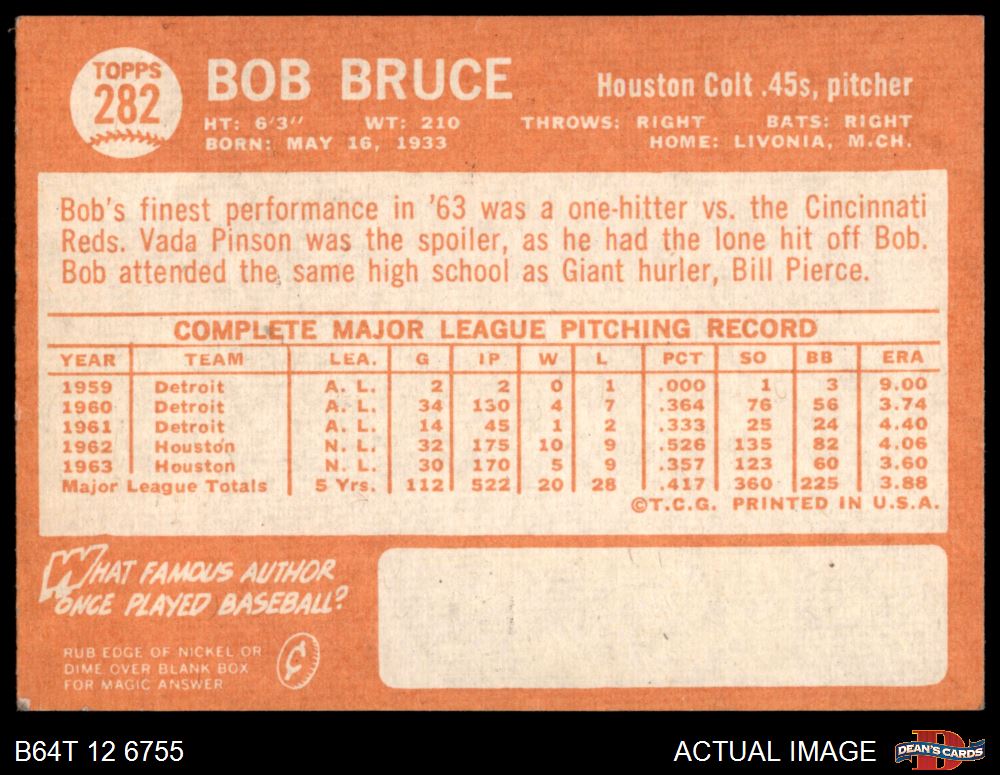 TOPPS
282
BOB BRUCE
Houston Colt .45s, pitcher
HT: 6'3" WT: 210 THROWS: RIGHT BATS: RIGHT
BORN: MAY 16, 1933 HOME: LIVONIA, M.CH.
Bob's finest performance in '63 was a one-hitter vs. the Cincinnati
Reds. Vada Pinson was the spoiler, as he had the lone hit off Bob.
Bob attended the same high school as Giant hurler, Bill Pierce.
COMPLETE MAJOR LEAGUE PITCHING RECORD
YEAR TEAM LEA. G IP W L PCT SO BB ERA
1959 Detroit A. L. 2 2 0 1 .000 1 3 9.00
1960 Detroit A. L. 34 130 4 7 .364 76 56 3.74
1961 Detroit A. L. 14 45 1 2 .333 25 24 4.40
1962 Houston N. L. 32 175 10 9 .526 135 82 4.06
1963 Houston N. L. 30 170 5 9 .357 123 60 3.60
Major League Totals 5 Yrs. 112 522 20 28 .417 360 225 3.88
©T.C.G. PRINTED IN U.S.A.
WHAT FAMOUS AUTHOR
ONCE PLAYED BASEBALL?
RUB EDGE OF NICKEL OR
DIME OVER BLANK BOX
FOR MAGIC ANSWER
¢
B64T 12 6755 ACTUAL IMAGE
D
DEAN'S CARDS